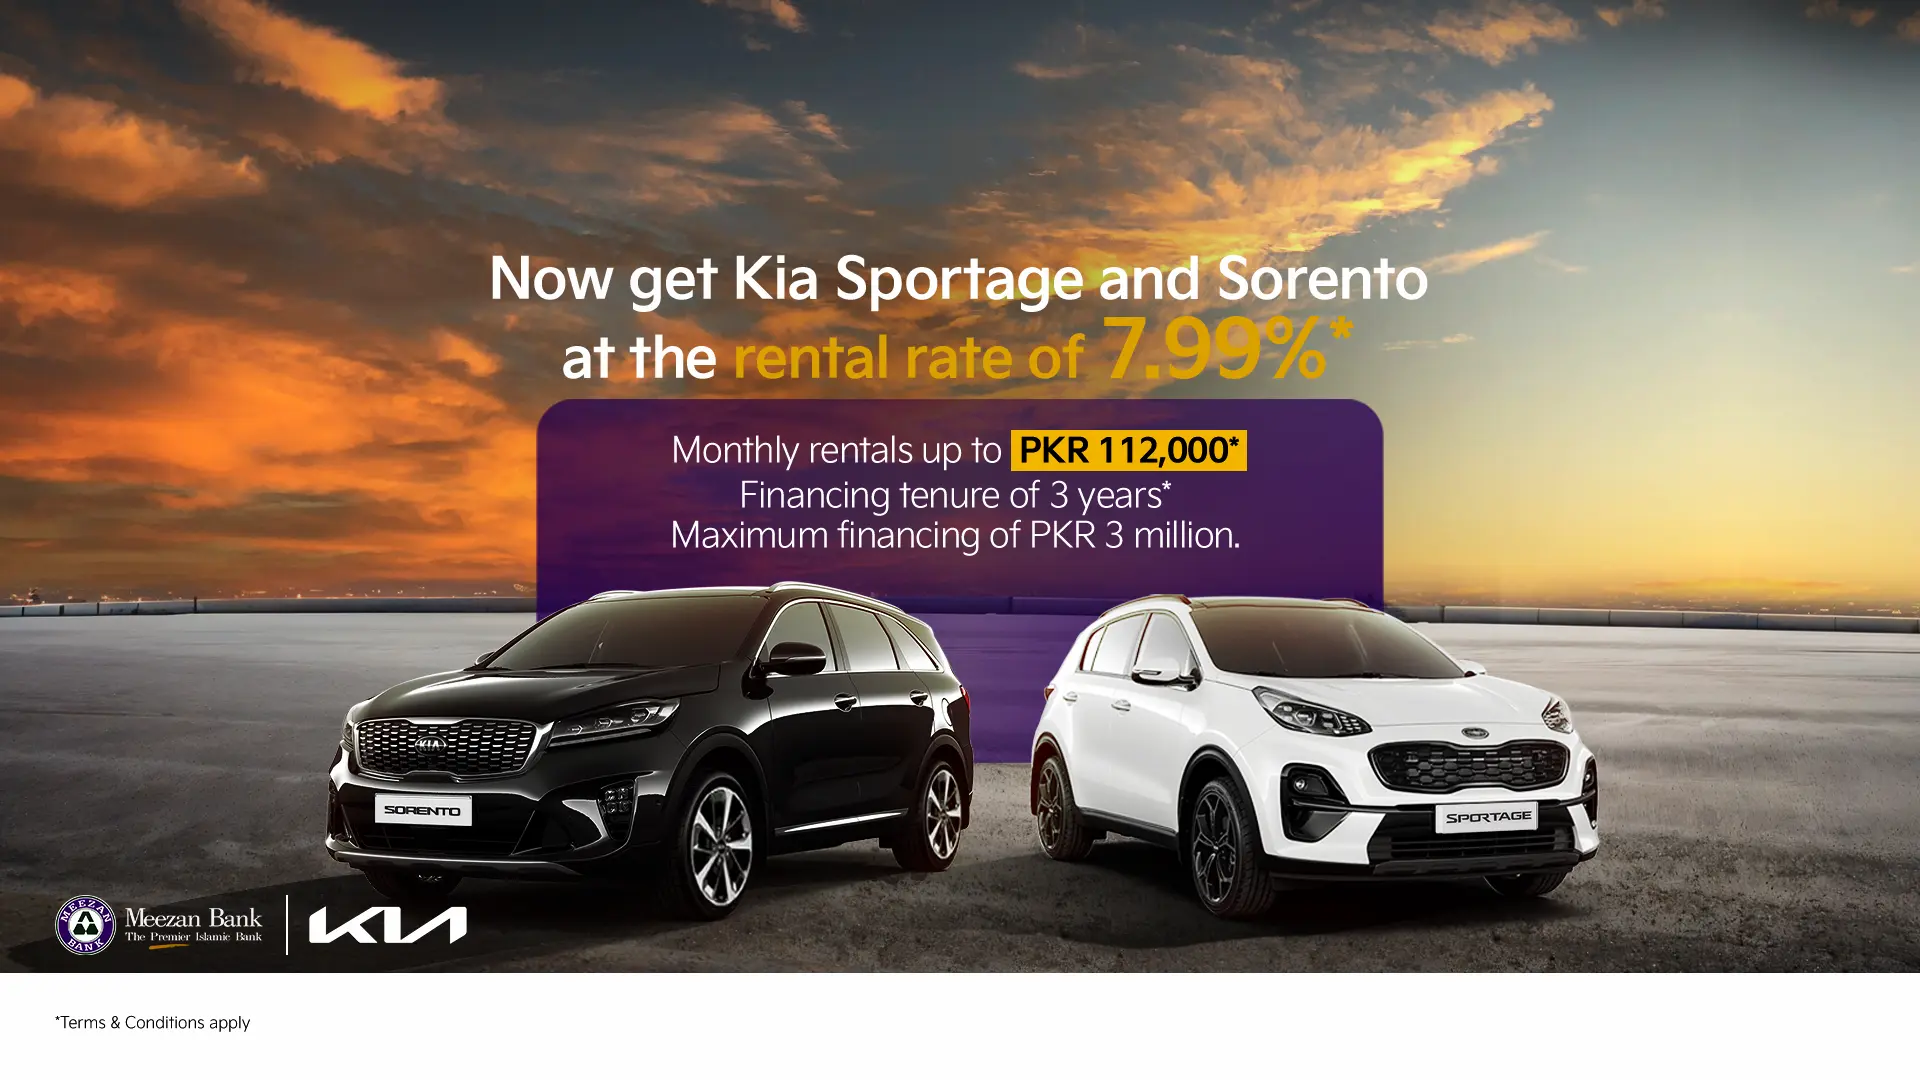 Now get Kia Sportage and Sorento
at the rental rate of 7.99%*
Monthly rentals up to PKR 112,000*
Financing tenure of 3 years*
Maximum financing of PKR 3 million.
KIA
SORENTO
SPORTAGE
MEEZAN BANK
Meezan Bank
The Premier Islamic Bank
KIA
*Terms & Conditions apply